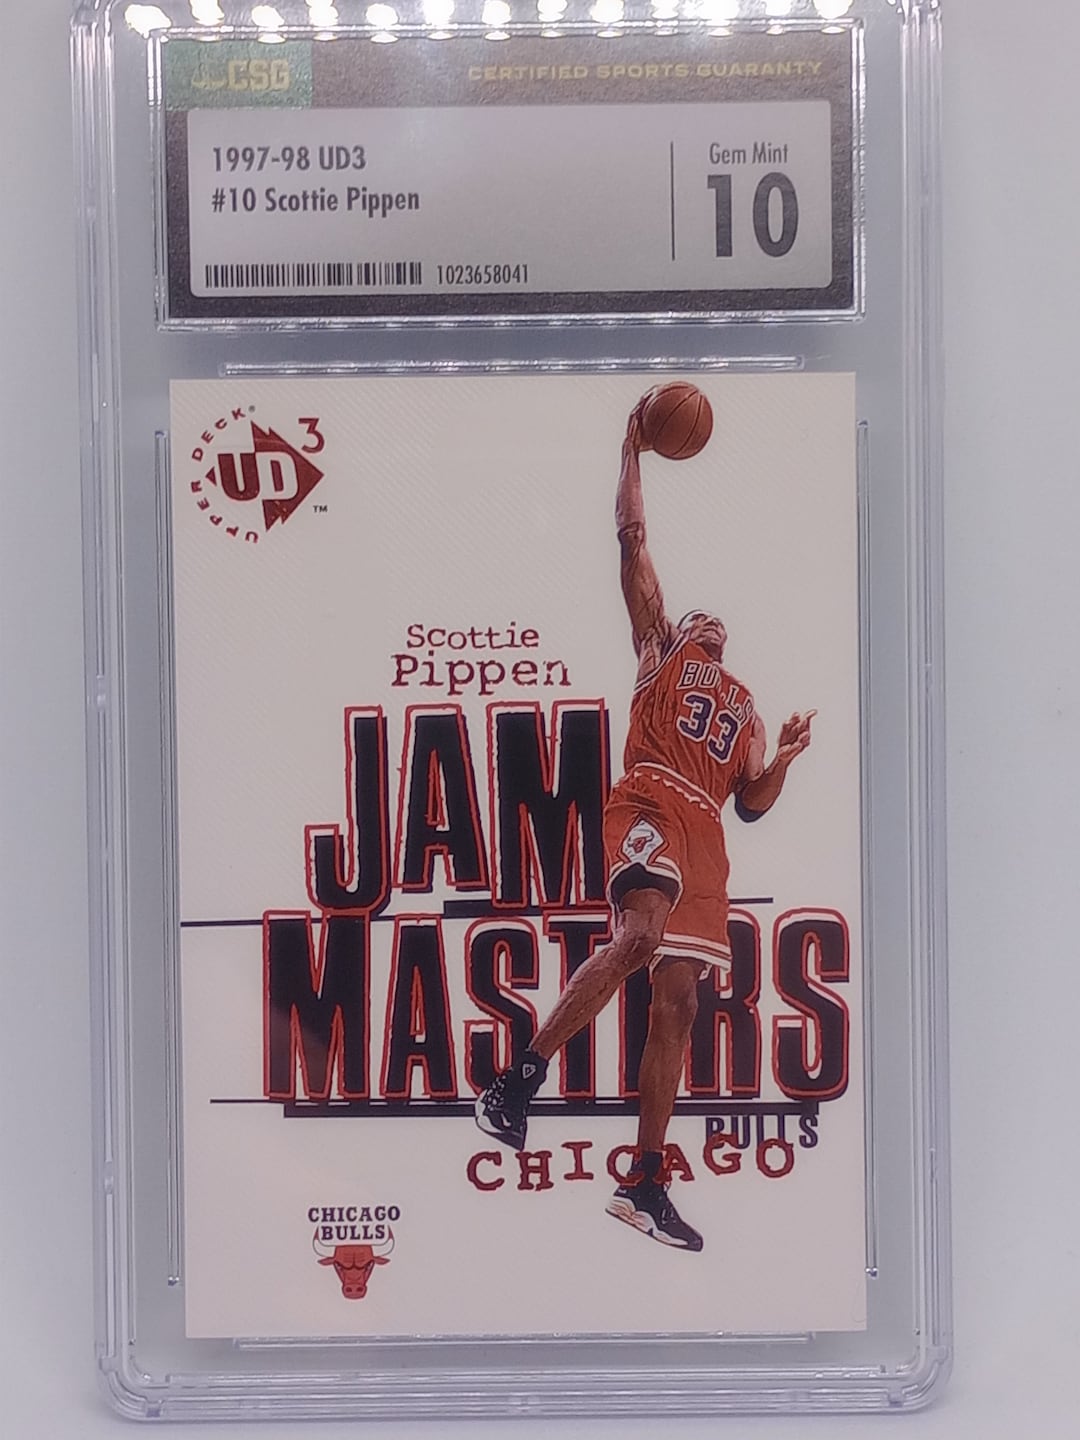 CSG
CERTIFIED SPORTS GUARANTY
1997-98 UD3
#10 Scottie Pippen
Gem Mint
10
1023658041
UPPER DECK®
UD3
™
Scottie
Pippen
JAM
MASTERS
BULLS
33
BULLS
CHICAGO
CHICAGO
BULLS